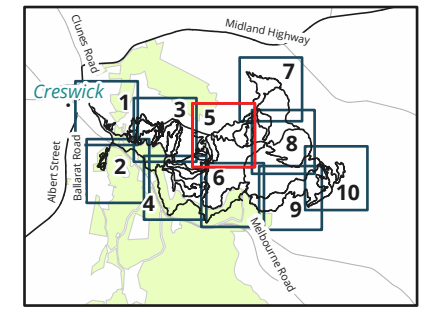 Clunes Road
Midland Highway
Creswick
1
3
5
7
8
2
4
6
9
10
Albert Street
Ballarat Road
Melbourne Road